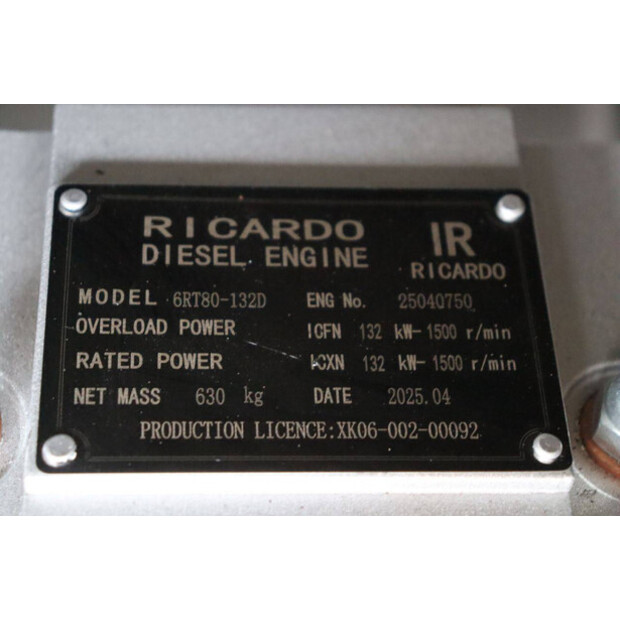 RICARDO
DIESEL ENGINE
IR
RICARDO
MODEL 6RT80-132D ENG No. 25040750
OVERLOAD POWER ICFN 132 kW-1500 r/min
RATED POWER ICXN 132 kW-1500 r/min
NET MASS 630 kg DATE 2025.04
PRODUCTION LICENCE:XK06-002-00092